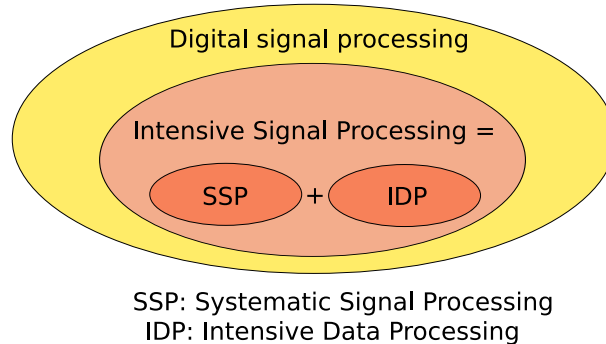 Digital signal processing
Intensive Signal Processing =
SSP + IDP
SSP: Systematic Signal Processing
IDP: Intensive Data Processing